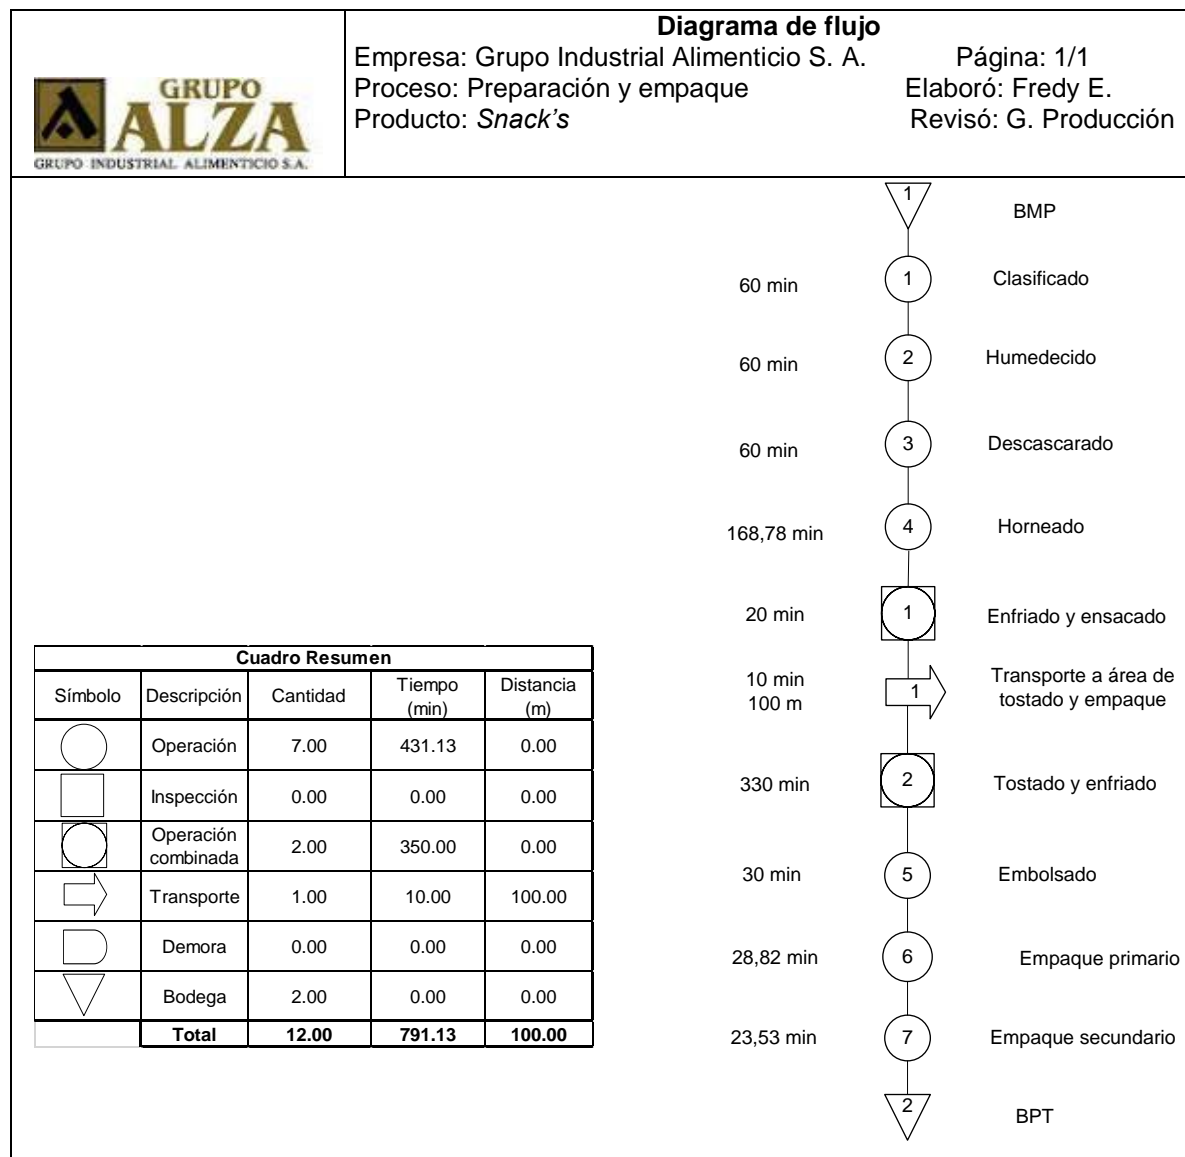 Diagrama de flujo
Empresa: Grupo Industrial Alimenticio S. A. Página: 1/1
Proceso: Preparación y empaque Elaboró: Fredy E.
Producto: Snack’s Revisó: G. Producción
GRUPO
ALZA
GRUPO INDUSTRIAL ALIMENTICIO S.A.
1 BMP
60 min 1 Clasificado
60 min 2 Humedecido
60 min 3 Descascarado
168,78 min 4 Horneado
20 min 1 Enfriado y ensacado
10 min
100 m
1
Transporte a área de
tostado y empaque
330 min 2 Tostado y enfriado
30 min 5 Embolsado
28,82 min 6 Empaque primario
23,53 min 7 Empaque secundario
2 BPT
Cuadro Resumen
Símbolo Descripción Cantidad Tiempo (min) Distancia (m)
Operación 7.00 431.13 0.00
Inspección 0.00 0.00 0.00
Operación combinada 2.00 350.00 0.00
Transporte 1.00 10.00 100.00
Demora 0.00 0.00 0.00
Bodega 2.00 0.00 0.00
Total 12.00 791.13 100.00